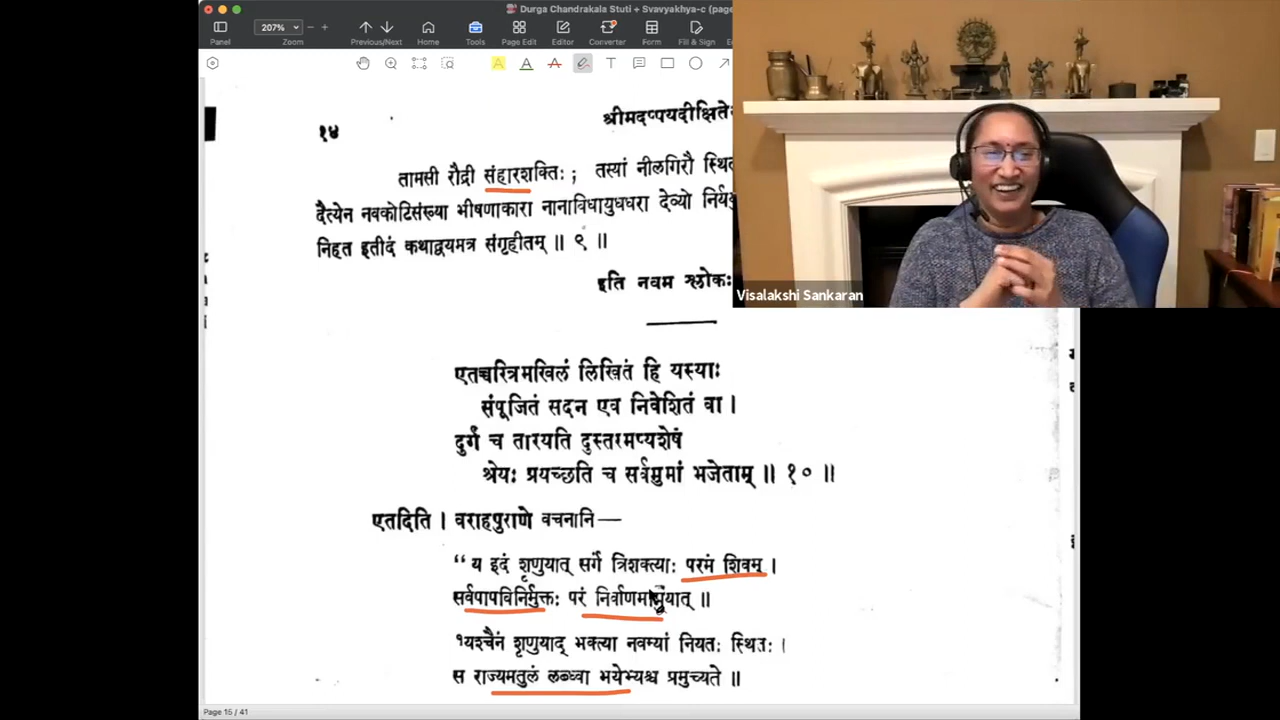 Durga Chandrakala Stuti + Svavyakhya-c (pag
207%
Panel
Zoom
Previous/Next
Home
Tools
Page Edit
Editor
Converter
Form
Fill & Sign
१४
श्रीमदप्पयदीक्षिते
तामसी रौद्री संहारशक्तिः ; तस्यां नीलगिरौ
दैत्येन नवकोटिसंख्या भीषणाकारा नानाविधायुधधरा देव्यो
निहत इतीदं कथाद्वयमत्र संगृहीतम् ॥ ९ ॥
इति नवम श्लोकः
एतच्चरित्रमखिलं लिखितं हि यस्याः
संपूजितं सदन एव निवेशितं वा ।
दुर्गं च तारयति दुस्तरमप्यशेषं
श्रेयः प्रयच्छति च सर्वमुमां भजेताम् ॥ १० ॥
एतदिति । वराहपुराणे वचनानि—
“ य इदं शृणुयात् सर्गं त्रिशक्त्याः परमं शिवम् ।
सर्वपापविनिर्मुक्तः परं निर्वाणमाप्नुयात् ॥
१यश्चैनं शृणुयाद् भक्त्या नवम्यां नियतः स्थितः ।
स राज्यमतुलं लब्ध्वा भयेभ्यश्च प्रमुच्यते ॥
Page 15 / 41
Visalakshi Sankaran